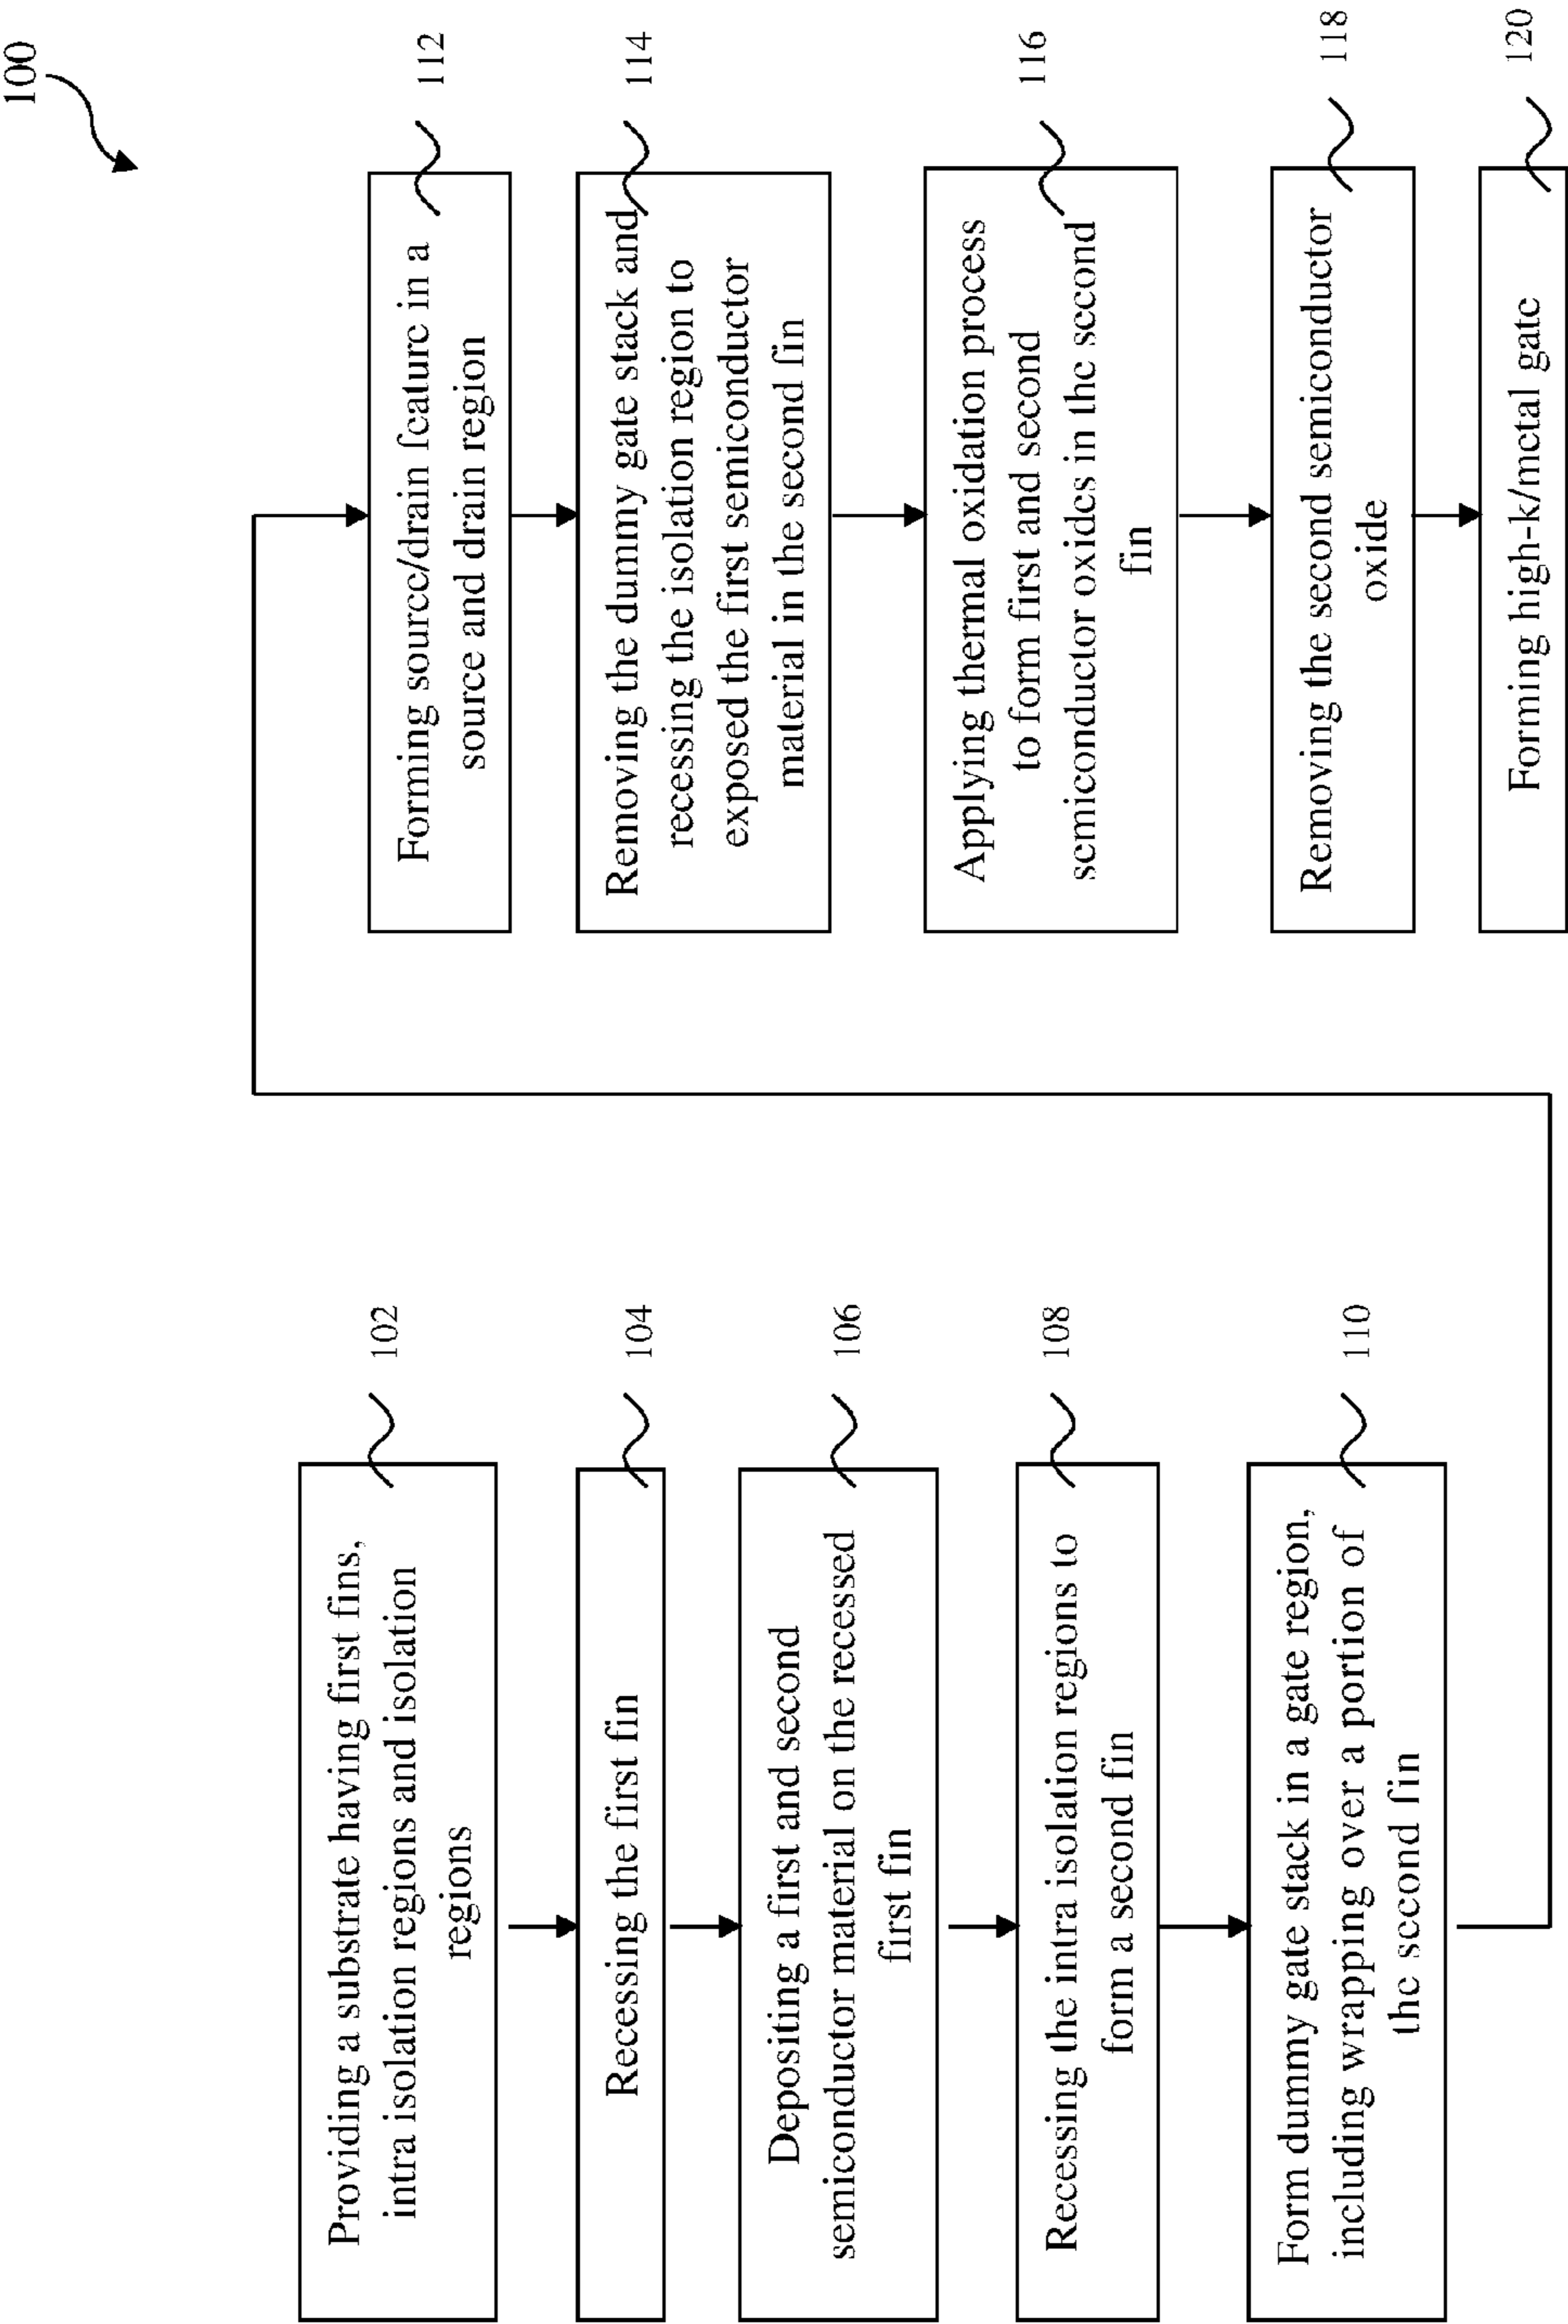 100
Providing a substrate having first fins,
intra isolation regions and isolation
regions
102
Recessing the first fin
104
Depositing a first and second
semiconductor material on the recessed
first fin
106
Recessing the intra isolation regions to
form a second fin
108
Form dummy gate stack in a gate region,
including wrapping over a portion of
the second fin
110
Forming source/drain feature in a
source and drain region
112
Removing the dummy gate stack and
recessing the isolation region to
exposed the first semiconductor
material in the second fin
114
Applying thermal oxidation process
to form first and second
semiconductor oxides in the second
fin
116
Removing the second semiconductor
oxide
118
Forming high-k/metal gate
120